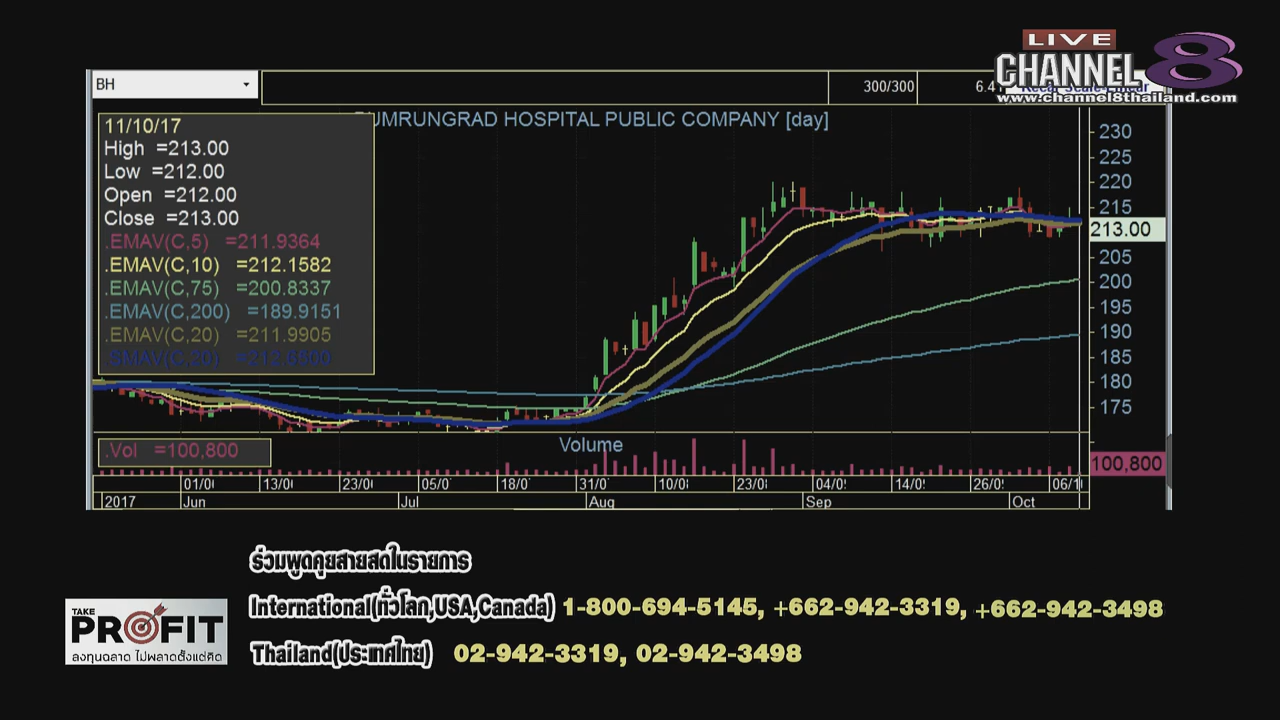 LIVE
CHANNEL 8
www.channel8thailand.com
BH
300/300
BUMRUNGRAD HOSPITAL PUBLIC COMPANY [day]
11/10/17
High =213.00
Low =212.00
Open =212.00
Close =213.00
.EMAV(C,5) =211.9364
.EMAV(C,10) =212.1582
.EMAV(C,75) =200.8337
.EMAV(C,200) =189.9151
.EMAV(C,20) =211.9905
.SMAV(C,20) =212.6800
230
225
220
215
213.00
205
200
195
190
185
180
175
.Vol =100,800
Volume
100,800
01/0 13/0 23/0 05/0 18/0 31/0 10/0 23/0 04/0 14/0 26/0 06/1
2017 Jun Jul Aug Sep Oct
ร่วมพูดคุยสายสดในรายการ
International(ทั่วโลก,USA,Canada) 1-800-694-5145, +662-942-3319, +662-942-3498
Thailand(ประเทศไทย) 02-942-3319, 02-942-3498
TAKE
PROFIT
ลงทุนฉลาด ไม่พลาดตั้งแต่คิด